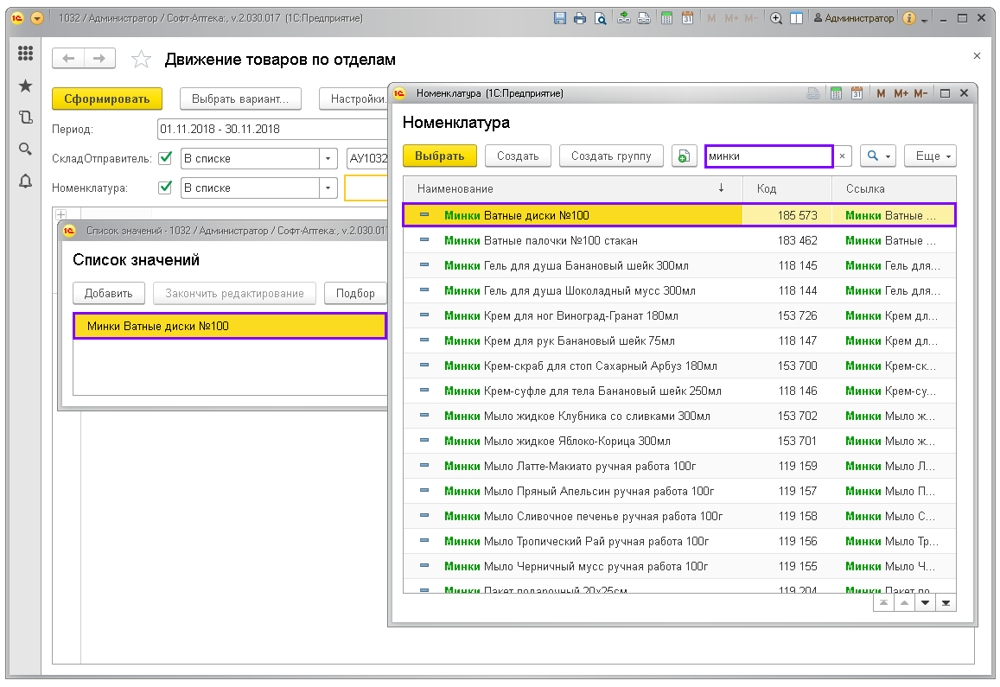 1032 / Администратор / Софт-Аптека:, v.2.030.017 (1С:Предприятие)
M M+ M- Администратор
Движение товаров по отделам
Сформировать Выбрать вариант... Настройки.
Период: 01.11.2018 - 30.11.2018
СкладОтправитель: В списке АУ1032
Номенклатура: В списке
Список значений - 1032 / Администратор / Софт-Аптека:, v.2.030.017
Список значений
Добавить Закончить редактирование Подбор
Минки Ватные диски №100
Номенклатура (1С:Предприятие)
M M+ M-
Номенклатура
Выбрать Создать Создать группу минки × Еще
Наименование ↓ Код Ссылка
Минки Ватные диски №100 185 573 Минки Ватные ...
Минки Ватные палочки №100 стакан 183 462 Минки Ватные ...
Минки Гель для душа Банановый шейк 300мл 118 145 Минки Гель для...
Минки Гель для душа Шоколадный мусс 300мл 118 144 Минки Гель для...
Минки Крем для ног Виноград-Гранат 180мл 153 726 Минки Крем дл...
Минки Крем для рук Банановый шейк 75мл 118 147 Минки Крем дл...
Минки Крем-скраб для стоп Сахарный Арбуз 180мл 153 700 Минки Крем-ск...
Минки Крем-суфле для тела Банановый шейк 250мл 118 146 Минки Крем-су...
Минки Мыло жидкое Клубника со сливками 300мл 153 702 Минки Мыло ж...
Минки Мыло жидкое Яблоко-Корица 300мл 153 701 Минки Мыло ж...
Минки Мыло Латте-Макиато ручная работа 100г 119 159 Минки Мыло Л...
Минки Мыло Пряный Апельсин ручная работа 100г 119 157 Минки Мыло П...
Минки Мыло Сливочное печенье ручная работа 100г 119 158 Минки Мыло С...
Минки Мыло Тропический Рай ручная работа 100г 119 156 Минки Мыло Тр...
Минки Мыло Черничный мусс ручная работа 100г 119 155 Минки Мыло Ч...
Минки Пакет подарочный 20х25см 119 204 Минки Пакет по...